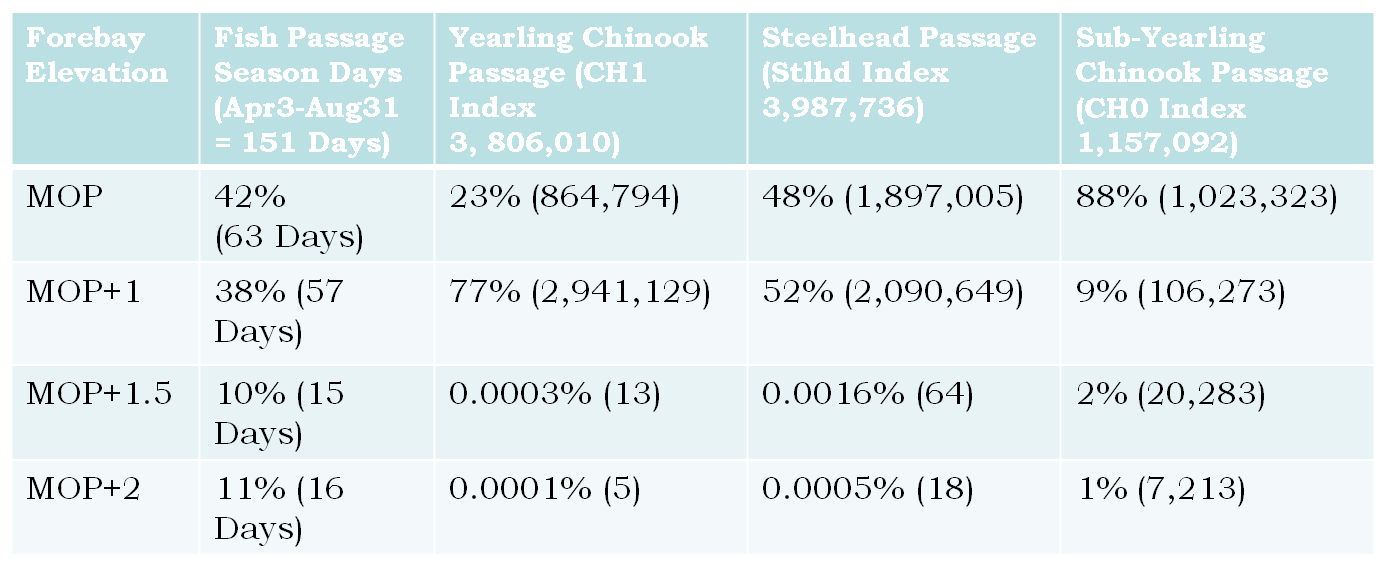 Forebay
Elevation
Fish Passage
Season Days
(Apr3-Aug31
= 151 Days)
Yearling Chinook
Passage (CH1
Index
3, 806,010)
Steelhead Passage
(Stlhd Index
3,987,736)
Sub-Yearling
Chinook Passage
(CH0 Index
1,157,092)
MOP
42%
(63 Days)
23% (864,794)
48% (1,897,005)
88% (1,023,323)
MOP+1
38% (57
Days)
77% (2,941,129)
52% (2,090,649)
9% (106,273)
MOP+1.5
10% (15
Days)
0.0003% (13)
0.0016% (64)
2% (20,283)
MOP+2
11% (16
Days)
0.0001% (5)
0.0005% (18)
1% (7,213)